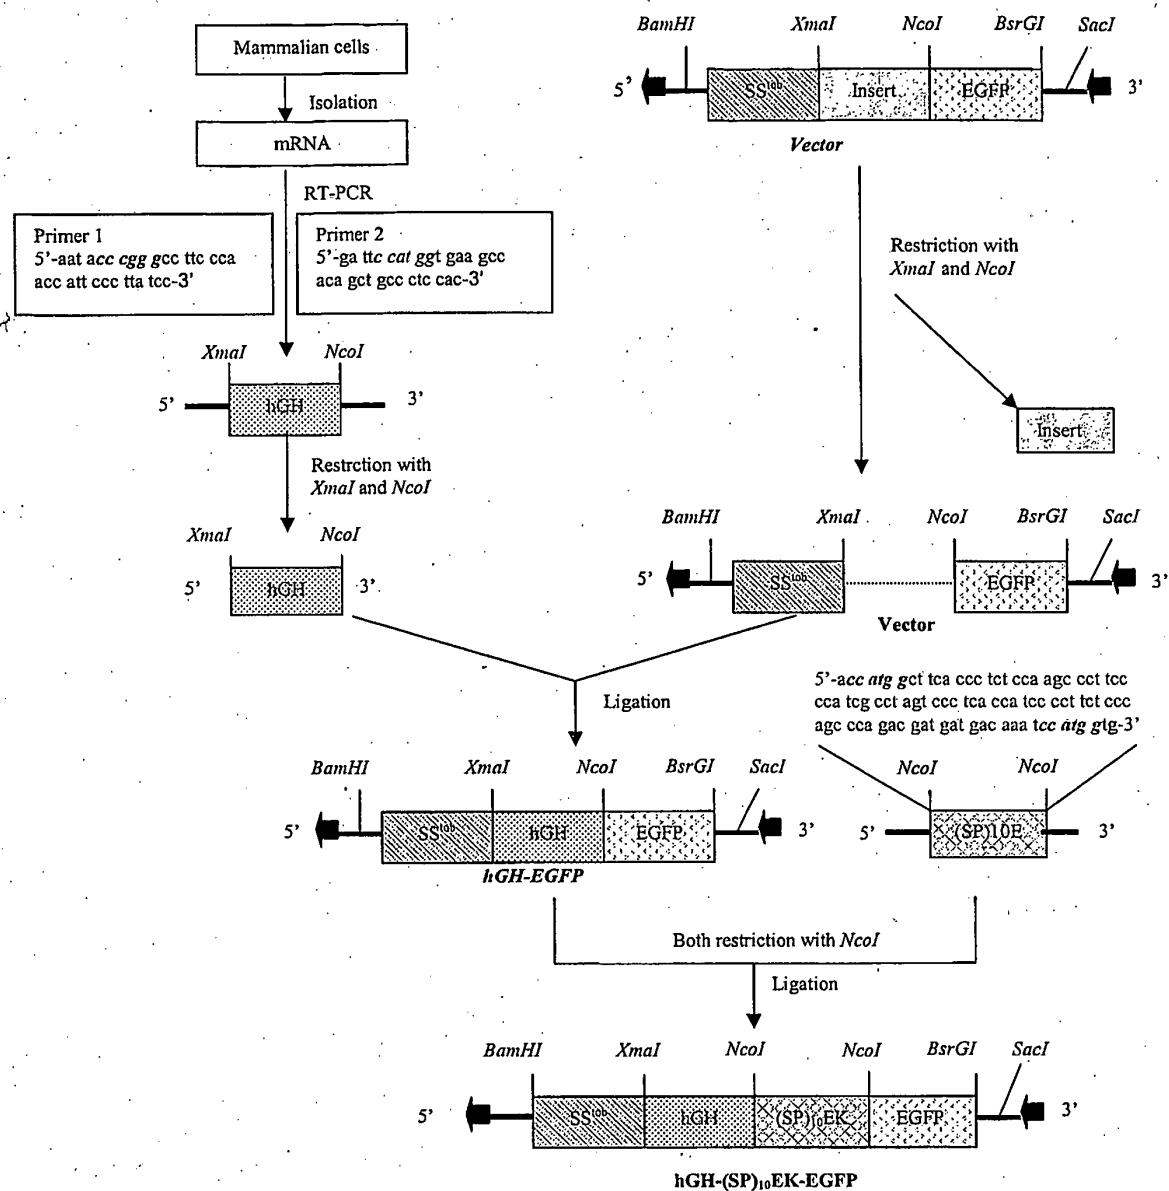 Mammalian cells
Isolation
mRNA
RT-PCR
Primer 1
5'-aat acc cgg gcc ttc cca
acc att ccc tta tcc-3'
Primer 2
5'-ga ttc cat ggt gaa gcc
aca gct gcc ctc cac-3'
XmaI NcoI
5' hGH 3'
Restrction with
XmaI and NcoI
XmaI NcoI
5' hGH 3'
BamHI XmaI NcoI BsrGI SacI
5' SStob Insert EGFP 3'
Vector
Restriction with
XmaI and NcoI
Insert
BamHI XmaI NcoI BsrGI SacI
5' SStob EGFP 3'
Vector
Ligation
5'-acc atg gct tca ccc tct cca agc cct tcc
cca tcg cct agt ccc tca cca tcc cct tct ccc
agc cca gac gat gat gac aaa tcc atg gtg-3'
BamHI XmaI NcoI BsrGI SacI
5' SStob hGH EGFP 3'
hGH-EGFP
NcoI NcoI
5' (SP)10E 3'
Both restriction with NcoI
Ligation
BamHI XmaI NcoI NcoI BsrGI SacI
5' SStob hGH (SP)10EK EGFP 3'
hGH-(SP)10EK-EGFP